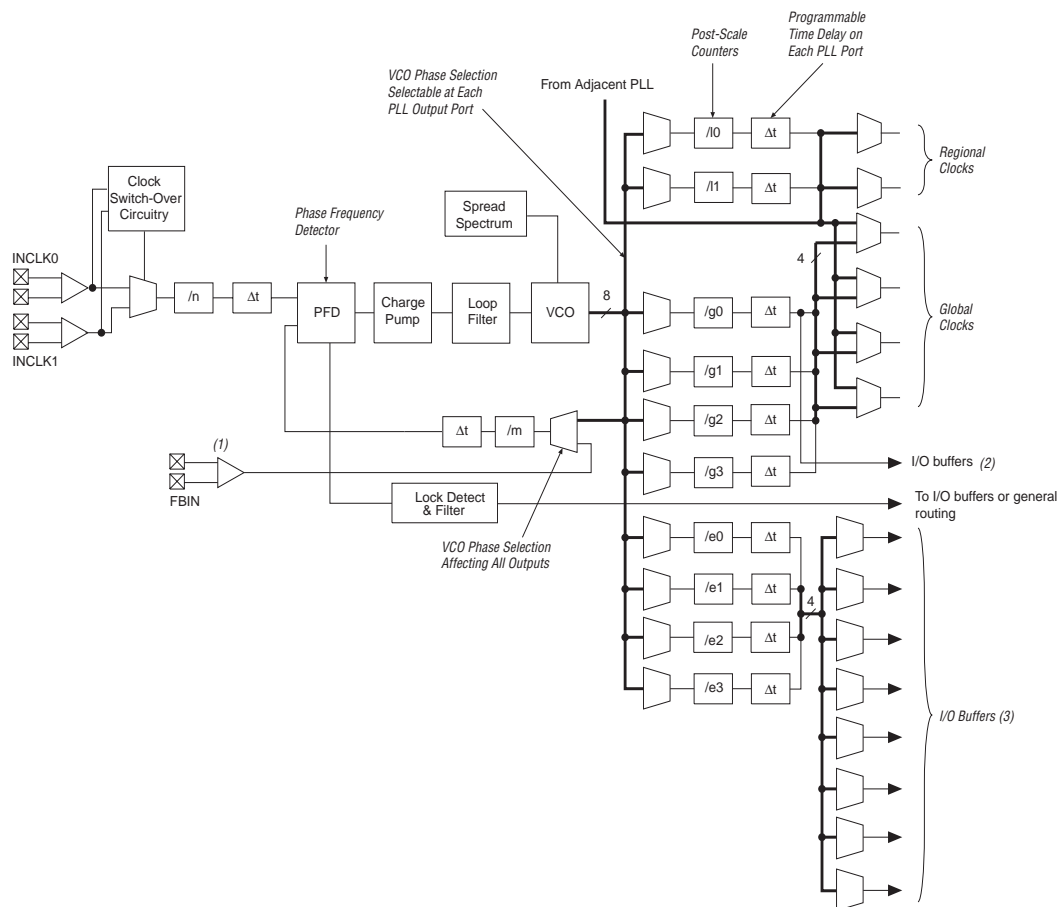 Post-Scale
Counters
Programmable
Time Delay on
Each PLL Port
VCO Phase Selection
Selectable at Each
PLL Output Port
From Adjacent PLL
/l0
Δt
/l1
Δt
Regional
Clocks
Clock
Switch-Over
Circuitry
Phase Frequency
Detector
Spread
Spectrum
4
INCLK0
/n
Δt
PFD
Charge
Pump
Loop
Filter
VCO
8
/g0
Δt
Global
Clocks
INCLK1
/g1
Δt
Δt
/m
/g2
Δt
(1)
FBIN
/g3
Δt
I/O buffers (2)
Lock Detect
& Filter
To I/O buffers or general
routing
VCO Phase Selection
Affecting All Outputs
/e0
Δt
/e1
Δt
4
/e2
Δt
/e3
Δt
I/O Buffers (3)